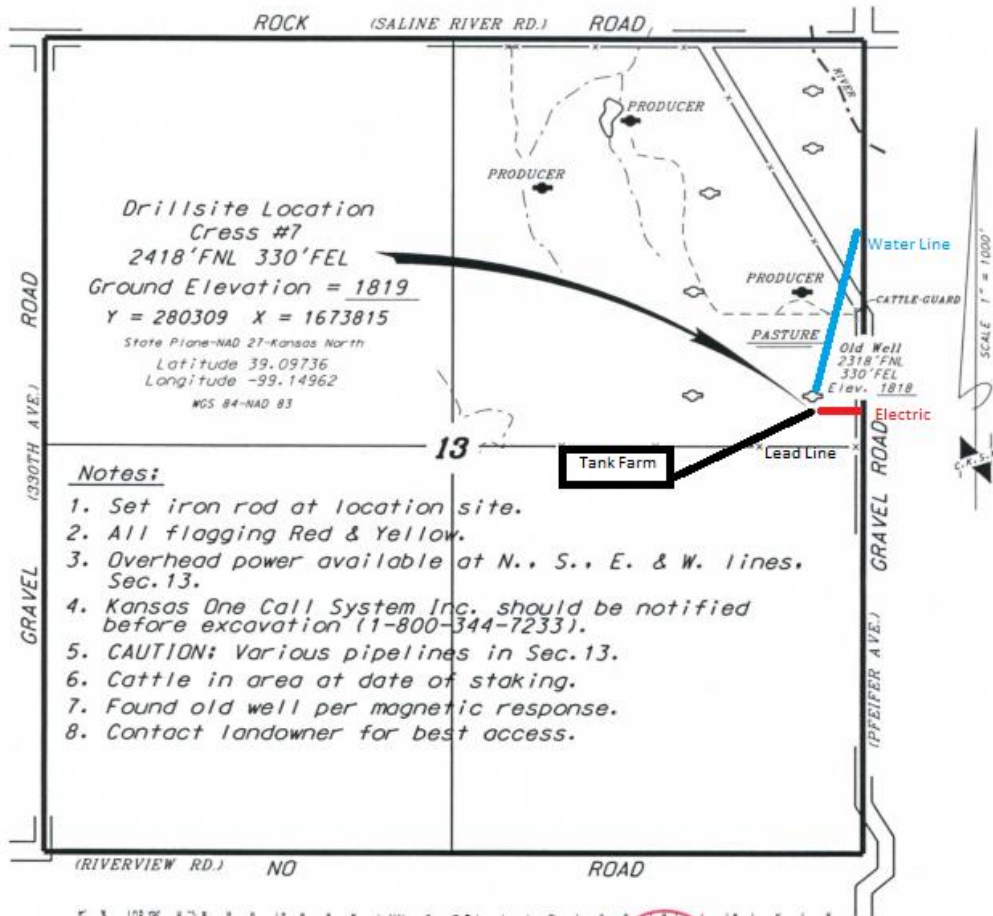 ROCK (SALINE RIVER RD.) ROAD
RIVER
PRODUCER
PRODUCER
Drillsite Location
Cress #7
2418'FNL 330'FEL
Ground Elevation = 1819
Y = 280309 X = 1673815
State Plane-NAD 27-Kansas North
Latitude 39.09736
Longitude -99.14962
WGS 84-NAD 83
Water Line
PRODUCER
CATTLE-GUARD
PASTURE
Old Well
2318'FNL
330'FEL
Elev. 1818
Electric
SCALE 1" = 1000'
GRAVEL (330TH AVE.) ROAD
13
Tank Farm
Lead Line
(PFEIFER AVE.) GRAVEL ROAD
Notes:
1. Set iron rod at location site.
2. All flagging Red & Yellow.
3. Overhead power available at N., S., E. & W. lines,
Sec.13.
4. Kansas One Call System Inc. should be notified
before excavation (1-800-344-7233).
5. CAUTION: Various pipelines in Sec.13.
6. Cattle in area at date of staking.
7. Found old well per magnetic response.
8. Contact landowner for best access.
(RIVERVIEW RD.) NO ROAD